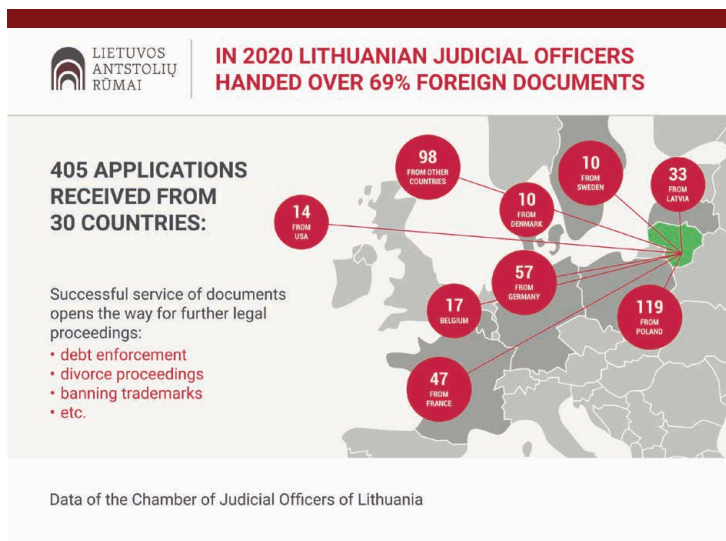 LIETUVOS
ANTSTOLIŲ
RŪMAI
IN 2020 LITHUANIAN JUDICIAL OFFICERS
HANDED OVER 69% FOREIGN DOCUMENTS
405 APPLICATIONS
RECEIVED FROM
30 COUNTRIES:
98
FROM OTHER
COUNTRIES
10
FROM
SWEDEN
33
FROM
LATVIA
14
FROM
USA
10
FROM
DENMARK
57
FROM
GERMANY
17
BELGIUM
119
FROM
POLAND
47
FROM
FRANCE
Successful service of documents
opens the way for further legal
proceedings:
• debt enforcement
• divorce proceedings
• banning trademarks
• etc.
Data of the Chamber of Judicial Officers of Lithuania